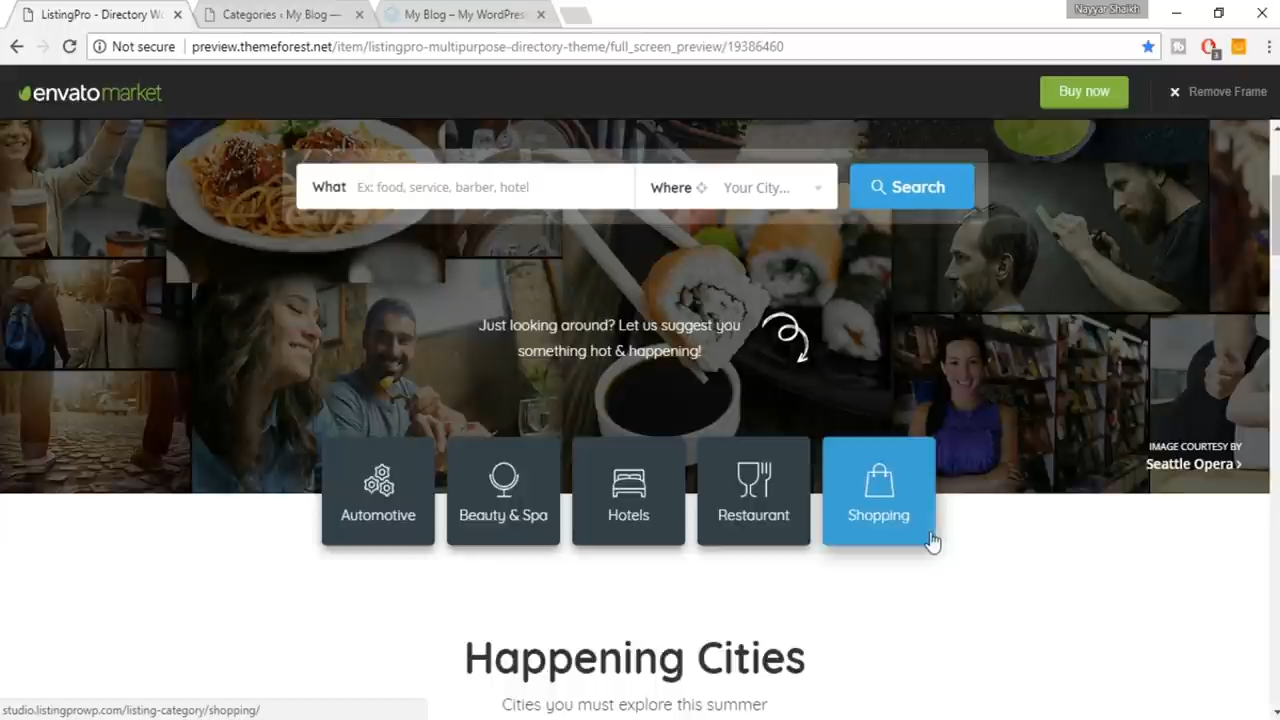 ListingPro - Directory Wo
Categories ‹ My Blog —
My Blog – My WordPres
Nayyar Shaikh
Not secure
preview.themeforest.net/item/listingpro-multipurpose-directory-theme/full_screen_preview/19386460
3
envatomarket
Buy now
Remove Frame
What Ex: food, service, barber, hotel
Where Your City...
Search
Just looking around? Let us suggest you
something hot & happening!
IMAGE COURTESY BY
Seattle Opera ›
Automotive
Beauty & Spa
Hotels
Restaurant
Shopping
Happening Cities
Cities you must explore this summer
studio.listingprowp.com/listing-category/shopping/